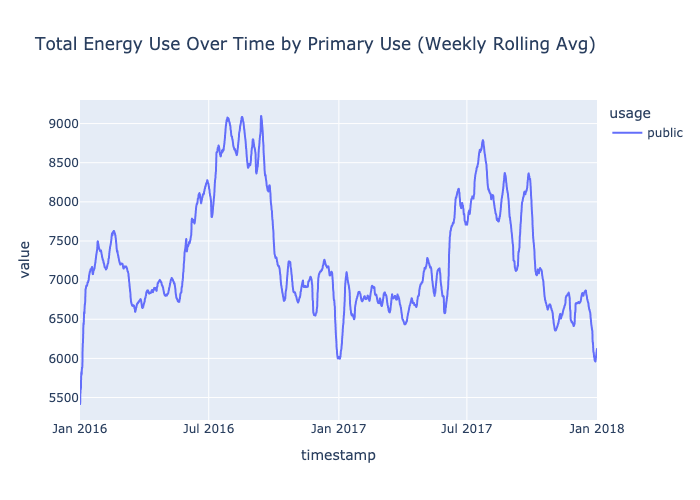 Total Energy Use Over Time by Primary Use (Weekly Rolling Avg)
usage
public
9000
8500
8000
7500
7000
6500
6000
5500
value
Jan 2016
Jul 2016
Jan 2017
Jul 2017
Jan 2018
timestamp